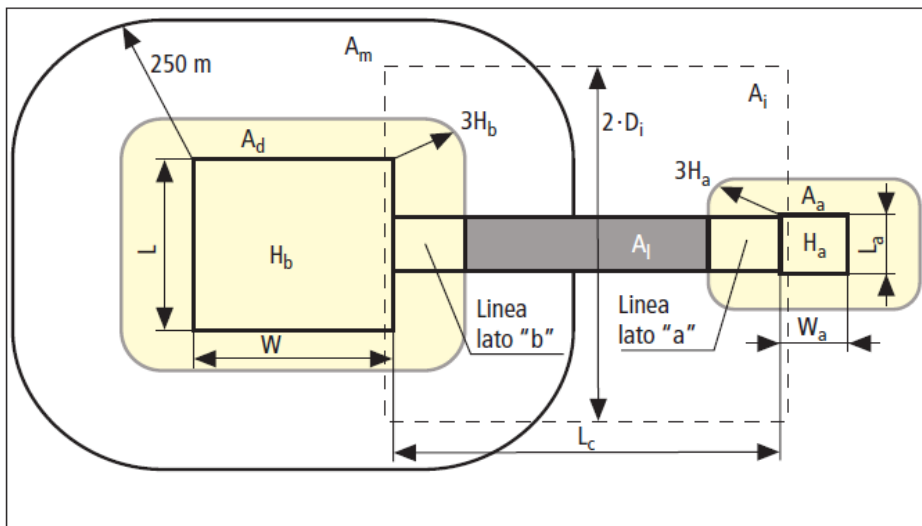 250 m
A_m
A_i
2·D_i
A_d
3H_b
3H_a
A_a
L
H_b
A_l
H_a
L_a
Linea
lato "b"
Linea
lato "a"
W
W_a
L_c